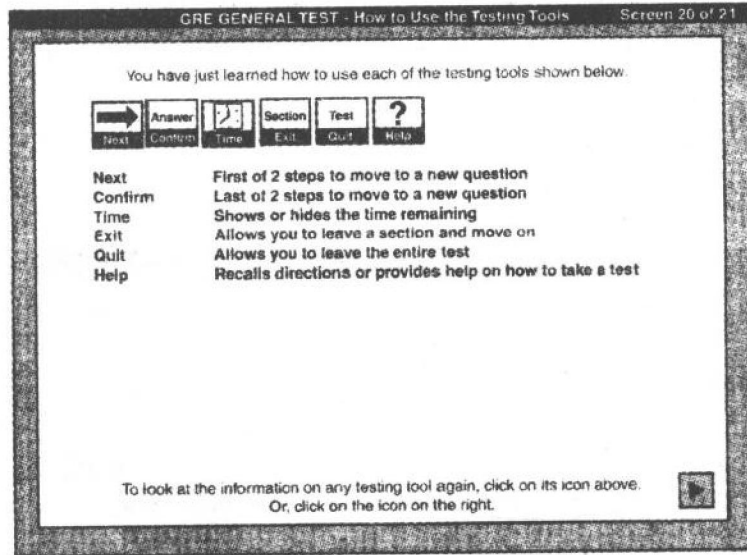 GRE GENERAL TEST - How to Use the Testing Tools Screen 20 of 21
You have just learned how to use each of the testing tools shown below.
Answer Section Test ?
Next Confirm Time Exit Quit Help
Next First of 2 steps to move to a new question
Confirm Last of 2 steps to move to a new question
Time Shows or hides the time remaining
Exit Allows you to leave a section and move on
Quit Allows you to leave the entire test
Help Recalls directions or provides help on how to take a test
To look at the information on any testing tool again, click on its icon above.
Or, click on the icon on the right.